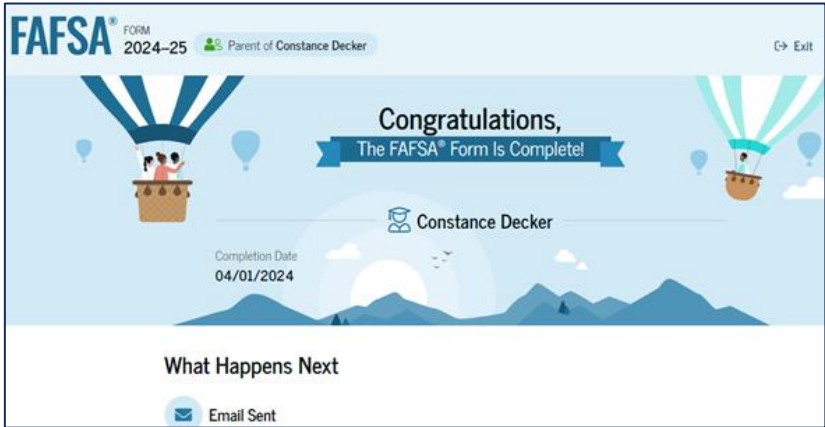 FAFSA® FORM
2024–25
Parent of Constance Decker
Exit
Congratulations,
The FAFSA® Form Is Complete!
Constance Decker
Completion Date
04/01/2024
What Happens Next
Email Sent